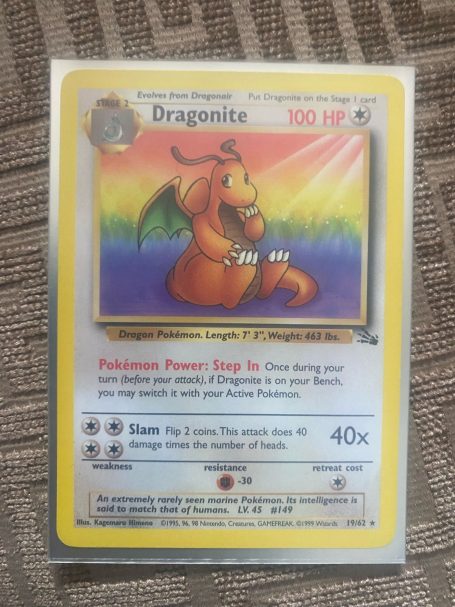 Evolves from Dragonair Put Dragonite on the Stage 1 card
STAGE 2
Dragonite 100 HP
Dragon Pokémon. Length: 7' 3", Weight: 463 lbs.
Pokémon Power: Step In Once during your
turn (before your attack), if Dragonite is on your Bench,
you may switch it with your Active Pokémon.
Slam Flip 2 coins. This attack does 40
damage times the number of heads.
40x
weakness resistance retreat cost
-30
An extremely rarely seen marine Pokémon. Its intelligence is
said to match that of humans. LV. 45 #149
Illus. Kagemaru Himeno ©1995, 96, 98 Nintendo, Creatures, GAMEFREAK. ©1999 Wizards. 19/62